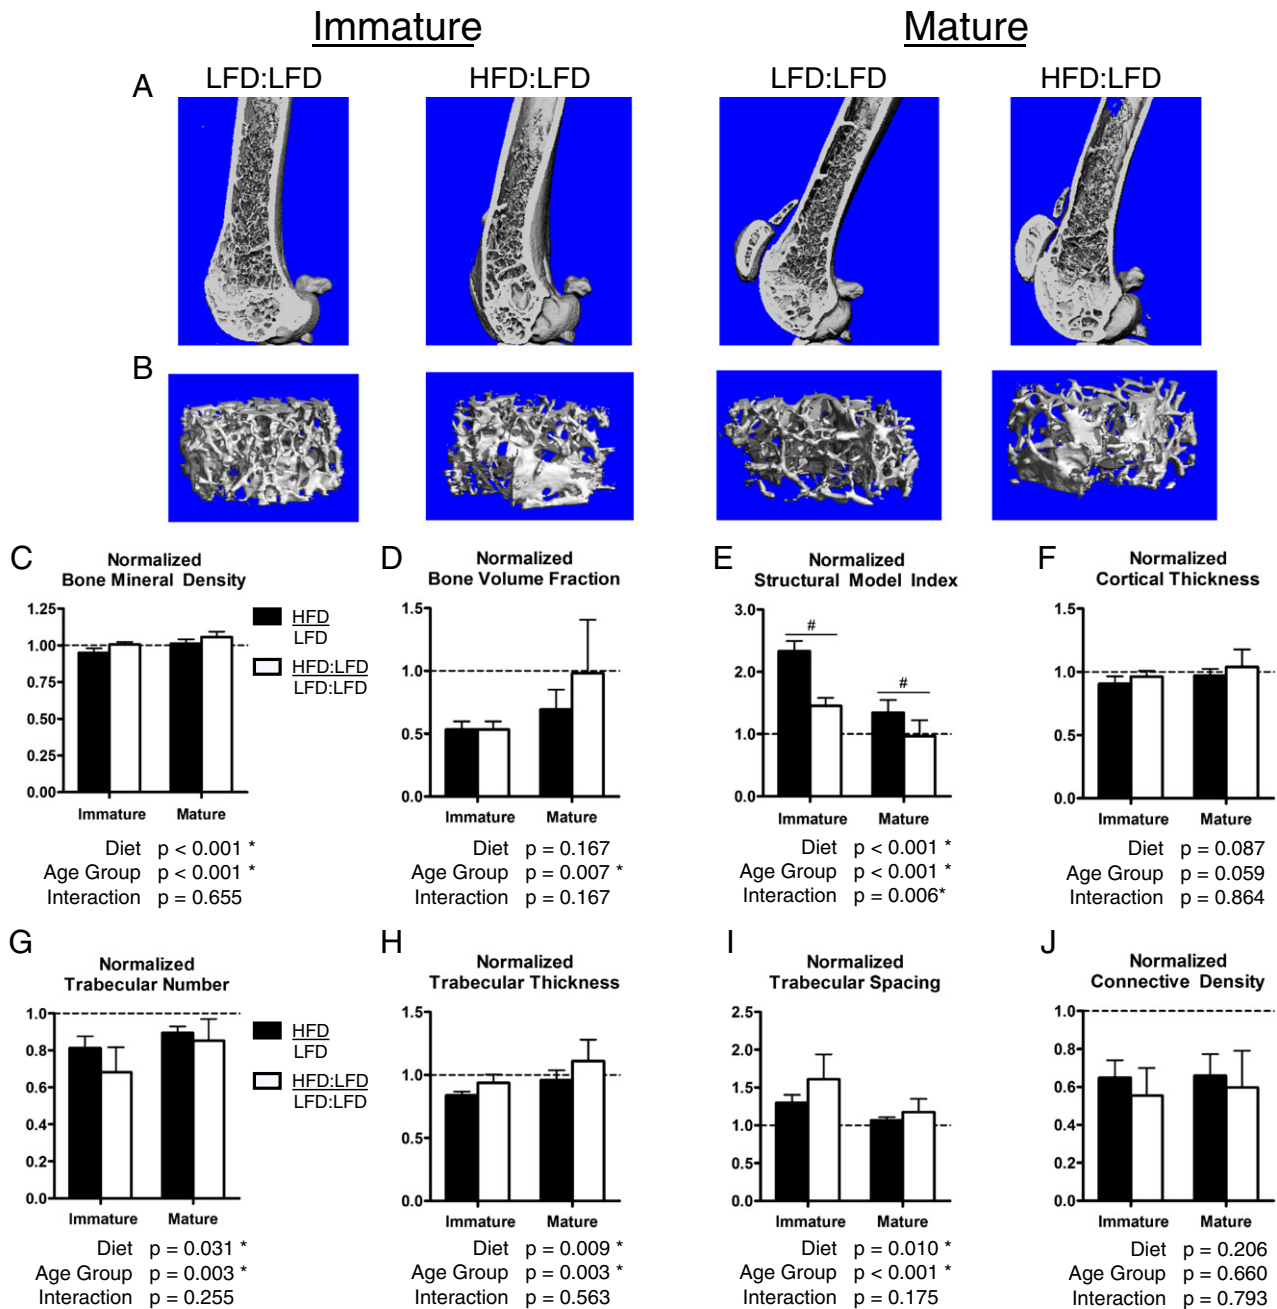 Immature
Mature
LFD:LFD
HFD:LFD
LFD:LFD
HFD:LFD
A
B
C
Normalized
Bone Mineral Density
1.25
1.00
0.75
0.50
0.25
0.00
Immature
Mature
HFD
LFD
HFD:LFD
LFD:LFD
Diet p < 0.001 *
Age Group p < 0.001 *
Interaction p = 0.655
D
Normalized
Bone Volume Fraction
1.5
1.0
0.5
0.0
Immature
Mature
Diet p = 0.167
Age Group p = 0.007 *
Interaction p = 0.167
E
Normalized
Structural Model Index
3.0
2.0
1.0
0.0
#
#
Immature
Mature
Diet p < 0.001 *
Age Group p < 0.001 *
Interaction p = 0.006*
F
Normalized
Cortical Thickness
1.5
1.0
0.5
0.0
Immature
Mature
Diet p = 0.087
Age Group p = 0.059
Interaction p = 0.864
G
Normalized
Trabecular Number
1.0
0.8
0.6
0.4
0.2
0.0
Immature
Mature
HFD
LFD
HFD:LFD
LFD:LFD
Diet p = 0.031 *
Age Group p = 0.003 *
Interaction p = 0.255
H
Normalized
Trabecular Thickness
1.5
1.0
0.5
0.0
Immature
Mature
Diet p = 0.009 *
Age Group p = 0.003 *
Interaction p = 0.563
I
Normalized
Trabecular Spacing
2.5
2.0
1.5
1.0
0.5
0.0
Immature
Mature
Diet p = 0.010 *
Age Group p < 0.001 *
Interaction p = 0.175
J
Normalized
Connective Density
1.0
0.8
0.6
0.4
0.2
0.0
Immature
Mature
Diet p = 0.206
Age Group p = 0.660
Interaction p = 0.793